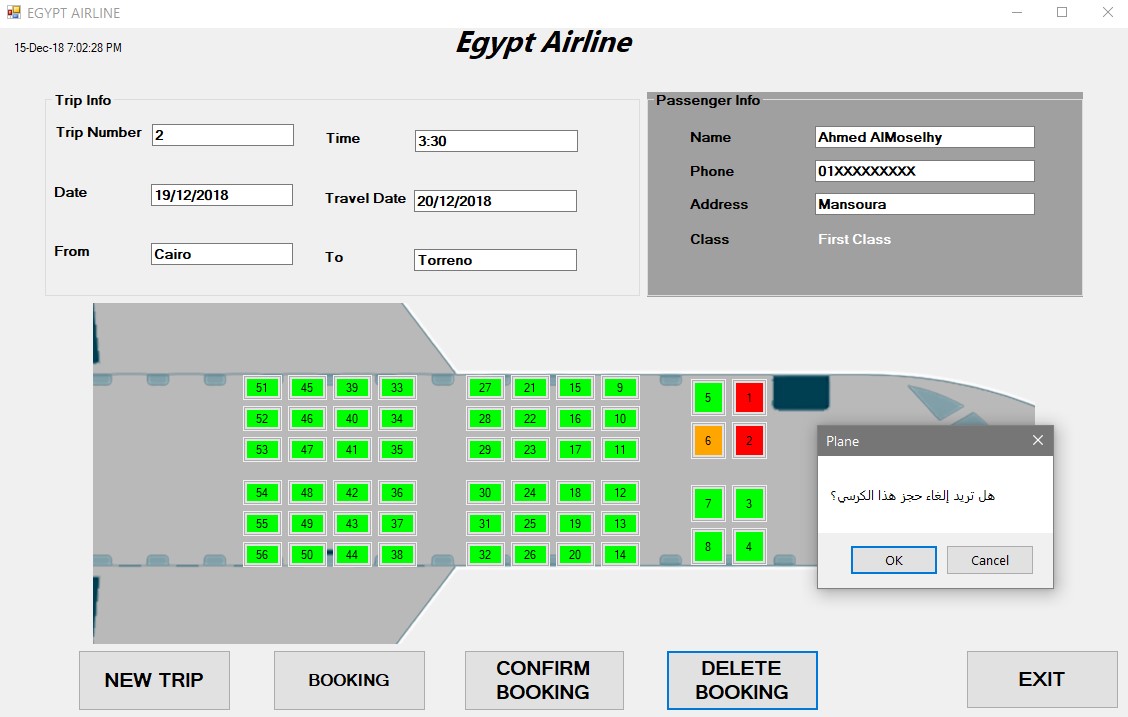 EGYPT AIRLINE
15-Dec-18 7:02:28 PM
Egypt Airline
Trip Info
Trip Number 2 Time 3:30
Date 19/12/2018 Travel Date 20/12/2018
From Cairo To Torreno
Passenger Info
Name Ahmed AlMoselhy
Phone 01XXXXXXXXX
Address Mansoura
Class First Class
51 45 39 33 27 21 15 9 5 1
52 46 40 34 28 22 16 10
53 47 41 35 29 23 17 11 6 2
54 48 42 36 30 24 18 12 7 3
55 49 43 37 31 25 19 13
56 50 44 38 32 26 20 14 8 4
Plane
هل تريد إلغاء حجز هذا الكرسي؟
OK Cancel
NEW TRIP
BOOKING
CONFIRM
BOOKING
DELETE
BOOKING
EXIT